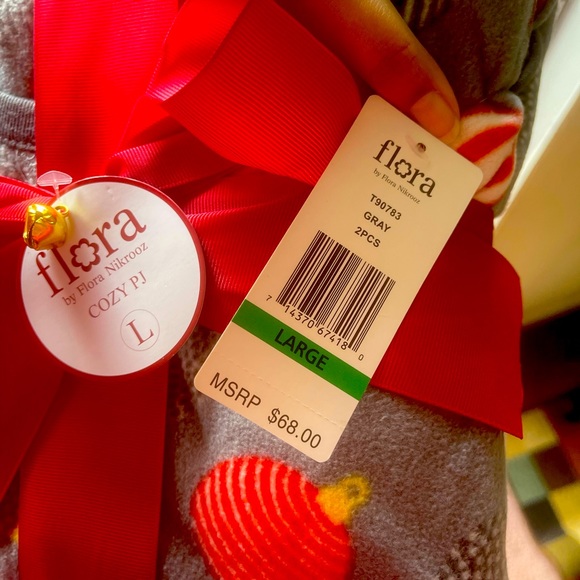 flora
by Flora Nikrooz
COZY PJ
L
flora
by Flora Nikrooz
T90783
GRAY
2PCS
7 14370 67418 0
LARGE
MSRP $68.00